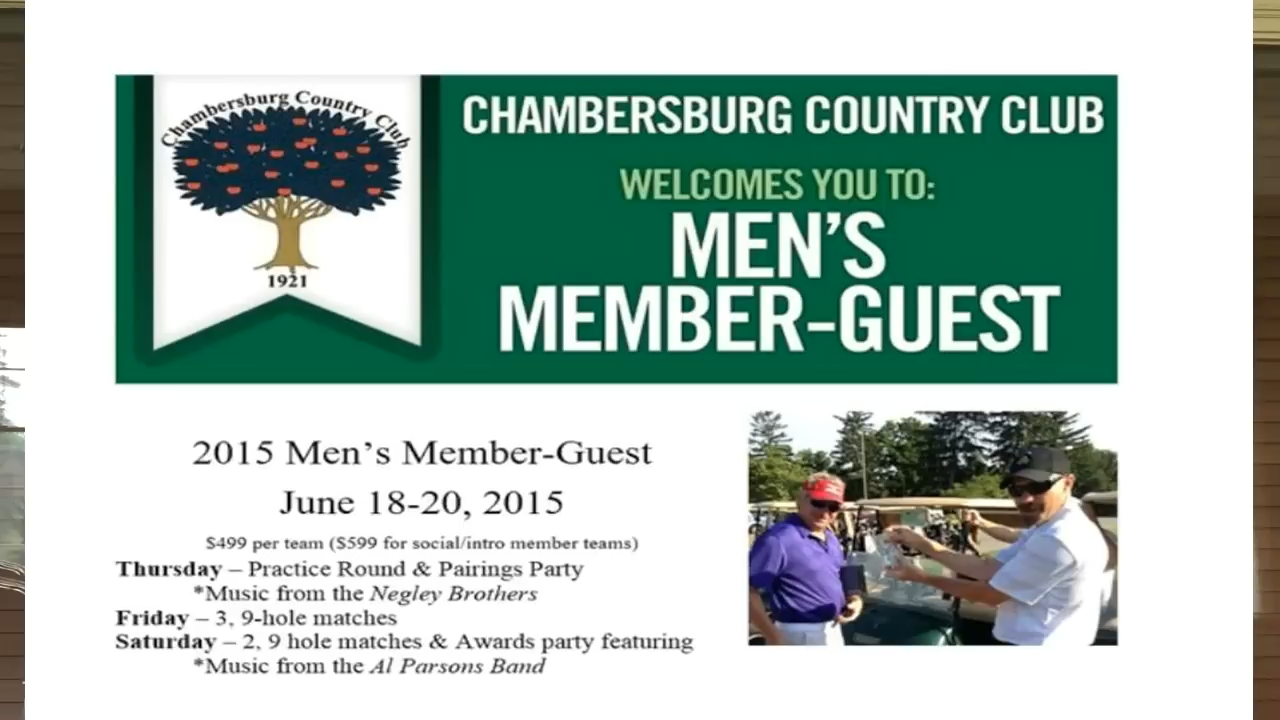 Chambersburg Country Club
1921
CHAMBERSBURG COUNTRY CLUB
WELCOMES YOU TO:
MEN'S
MEMBER-GUEST
2015 Men's Member-Guest
June 18-20, 2015
$499 per team ($599 for social/intro member teams)
Thursday – Practice Round & Pairings Party
*Music from the Negley Brothers
Friday – 3, 9-hole matches
Saturday – 2, 9 hole matches & Awards party featuring
*Music from the Al Parsons Band